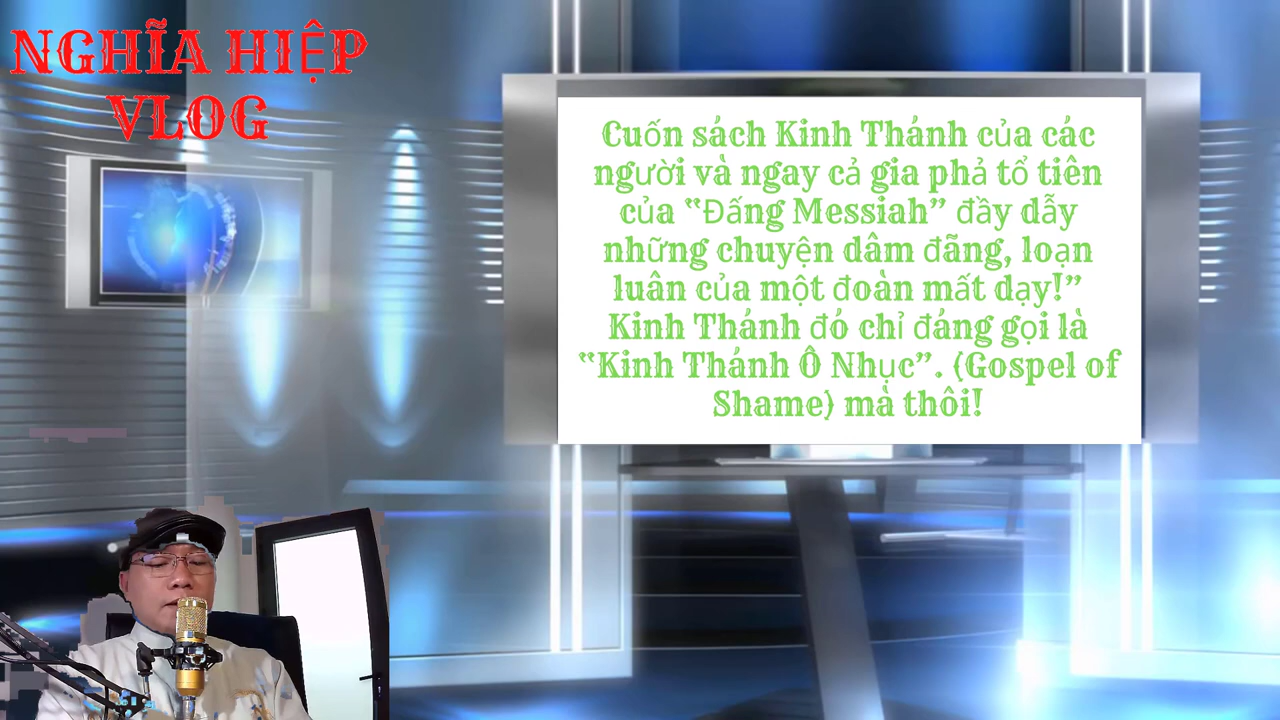 NGHĨA HIỆP
VLOG
Cuốn sách Kinh Thánh của các
người và ngay cả gia phả tổ tiên
của “Đấng Messiah” đầy dẫy
những chuyện dâm đãng, loạn
luân của một đoàn mất dạy!”
Kinh Thánh đó chỉ đáng gọi là
“Kinh Thánh Ô Nhục”. (Gospel of
Shame) mà thôi!